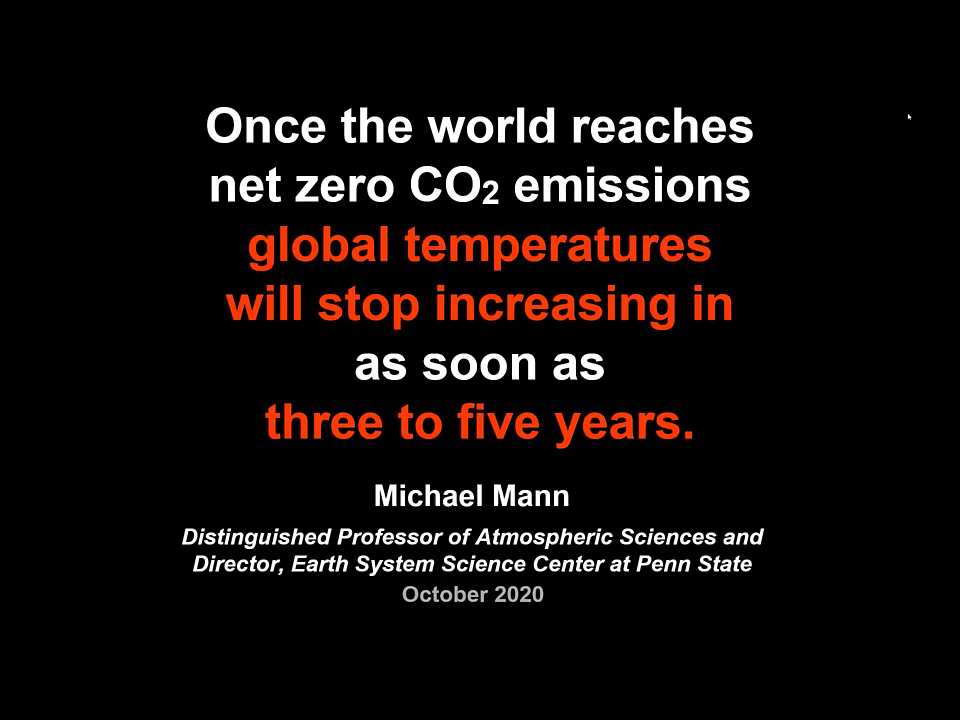 Once the world reaches
net zero CO₂ emissions
global temperatures
will stop increasing in
as soon as
three to five years.
Michael Mann
Distinguished Professor of Atmospheric Sciences and
Director, Earth System Science Center at Penn State
October 2020